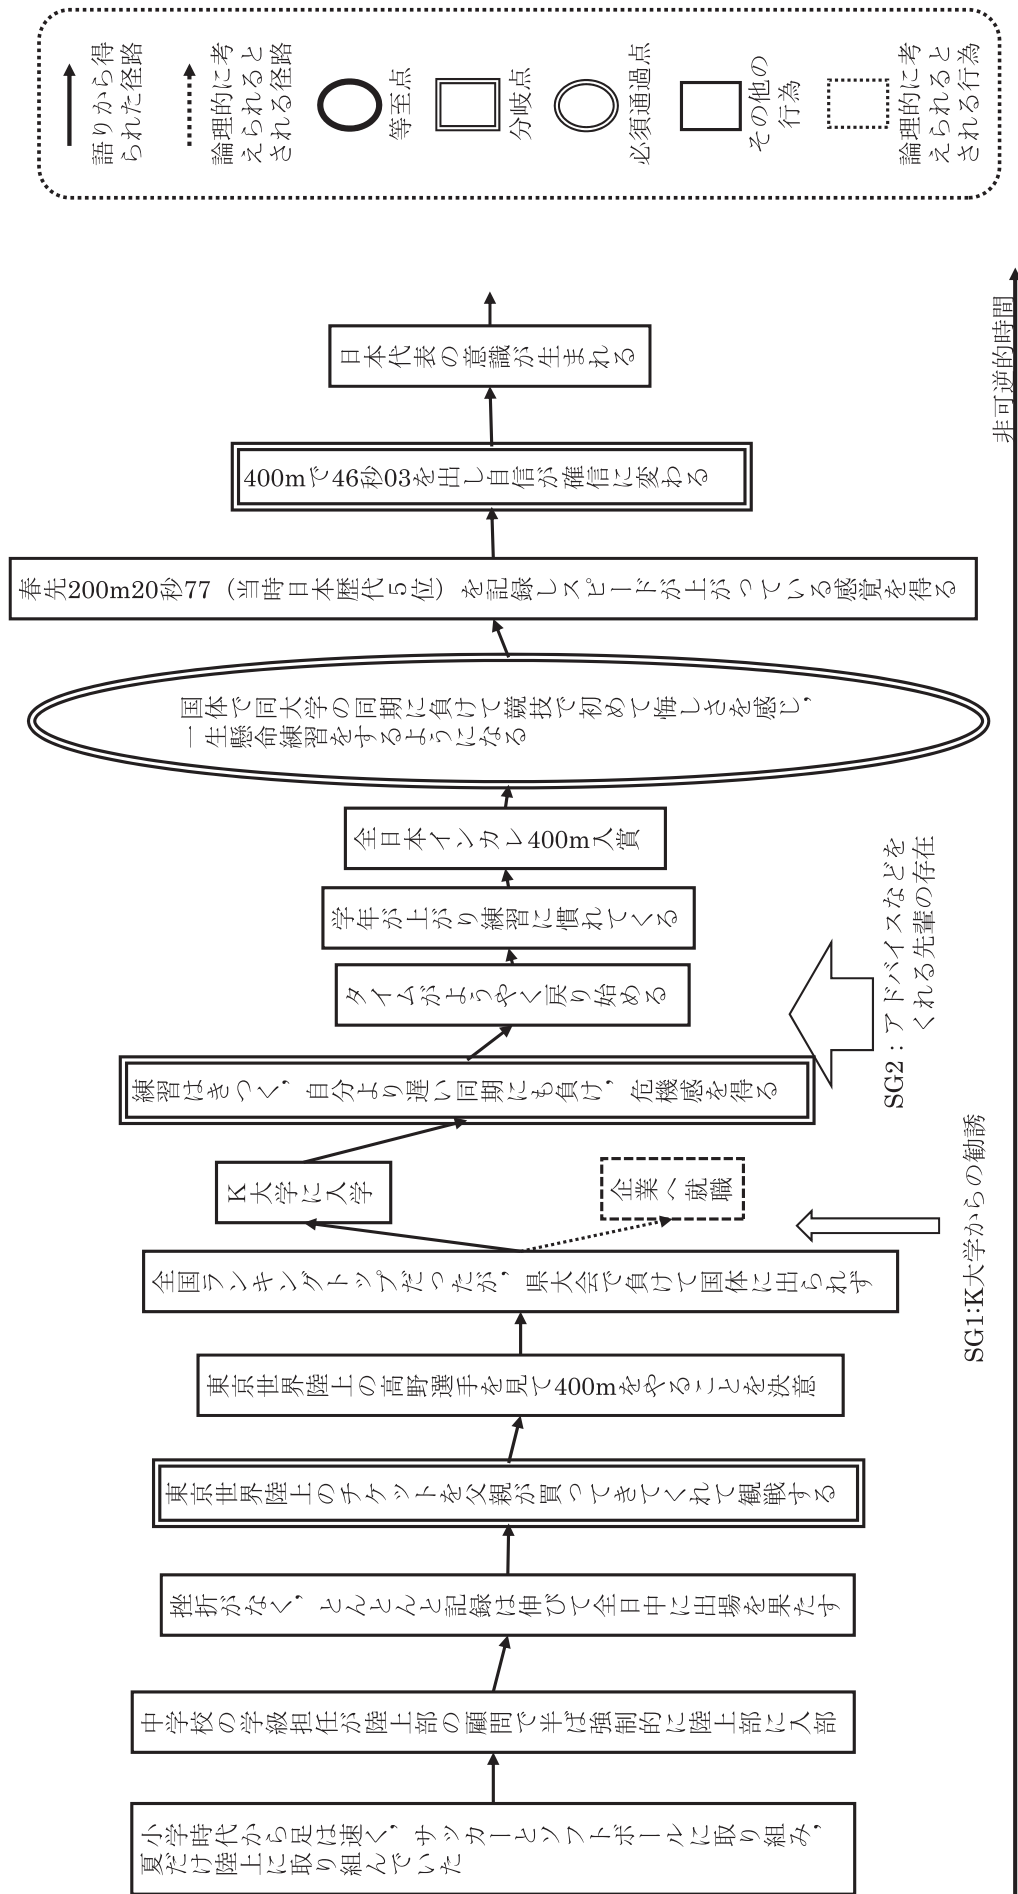 小学時代から足は速く，サッカーとソフトボールに取り組み，
夏だけ陸上に取り組んでいた
中学校の学級担任が陸上部の顧問で半ば強制的に陸上部に入部
挫折がなく，とんとんと記録は伸びて全日中に出場を果たす
東京世界陸上のチケットを父親が買ってきてくれて観戦する
東京世界陸上の高野選手を見て400mをやることを決意
全国ランキングトップだったが，県大会で負けて国体に出られず
K大学に入学
企業へ就職
SG1:K大学からの勧誘
練習はきつく，自分より遅い同期にも負け，危機感を得る
SG2：アドバイスなどを
くれる先輩の存在
タイムがようやく戻り始める
学年が上がり練習に慣れてくる
全日本インカレ400m入賞
国体で同大学の同期に負けて競技で初めて悔しさを感じ，
一生懸命練習をするようになる
春先200m20秒77（当時日本歴代5位）を記録しスピードが上がっている感覚を得る
400mで46秒03を出し自信が確信に変わる
日本代表の意識が生まれる
非可逆的時間
語りから得
られた径路
論理的に考
えられると
される径路
等至点
分岐点
必須通過点
その他の
行為
論理的に考
えられると
される行為